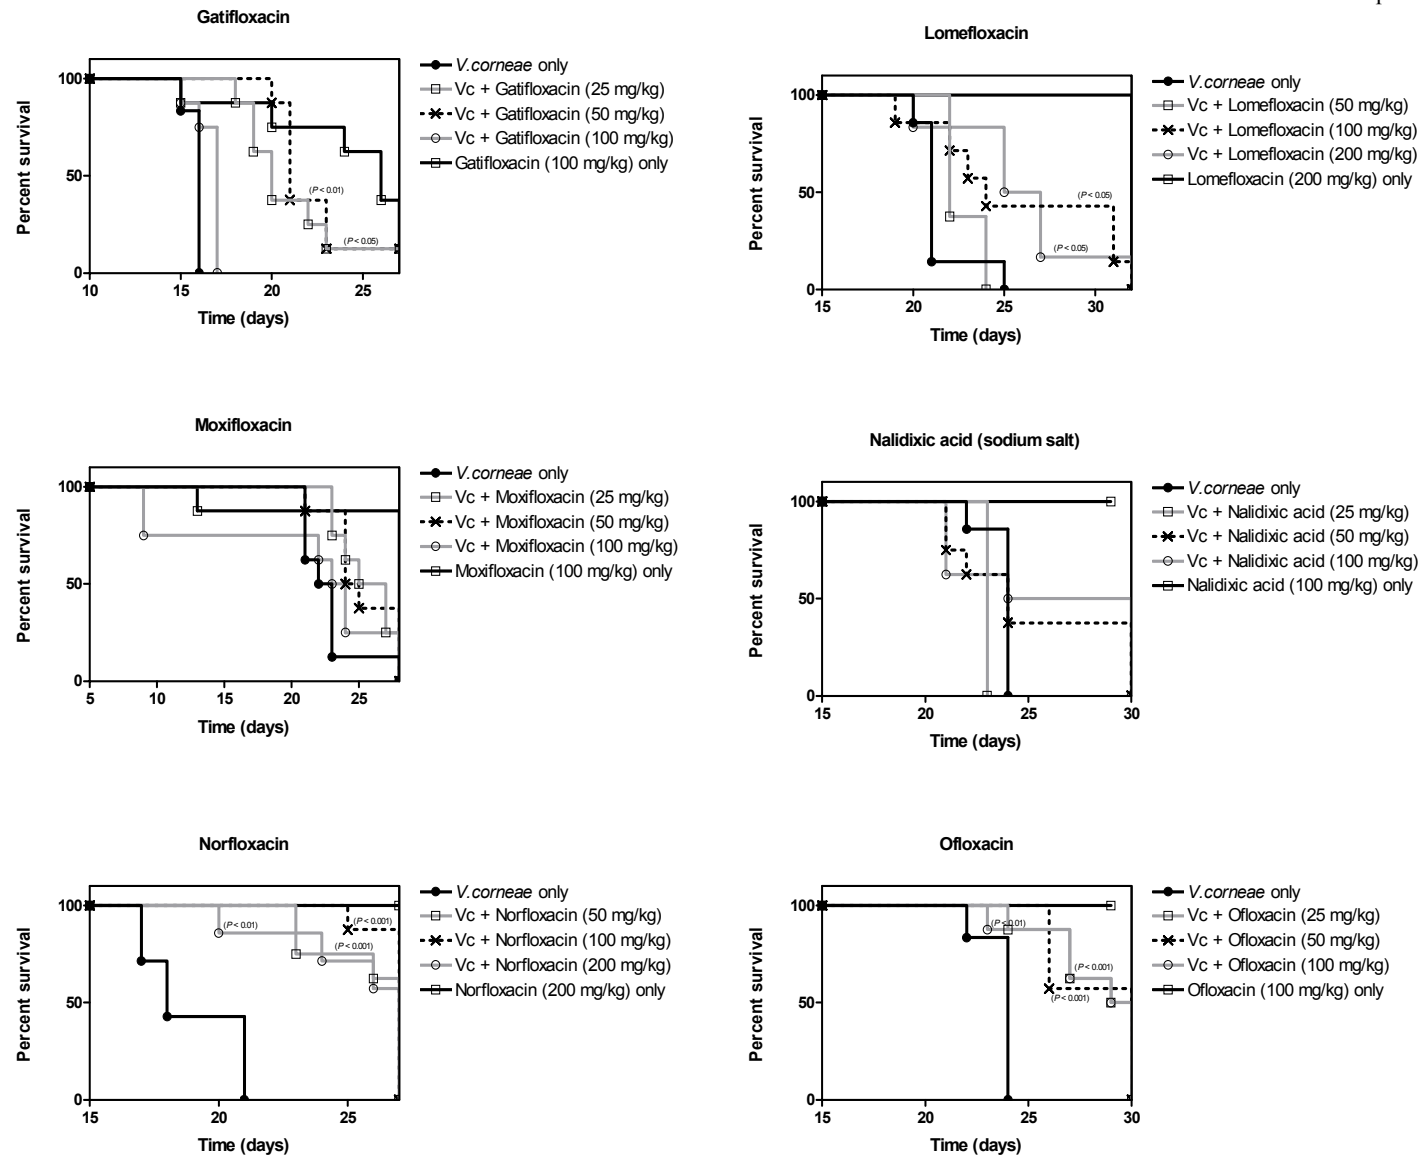 Gatifloxacin
Percent survival
100
50
0
10
15
20
25
Time (days)
(P < 0.01)
(P < 0.05)
V.corneae only
Vc + Gatifloxacin (25 mg/kg)
Vc + Gatifloxacin (50 mg/kg)
Vc + Gatifloxacin (100 mg/kg)
Gatifloxacin (100 mg/kg) only
Lomefloxacin
Percent survival
100
50
0
15
20
25
30
Time (days)
(P < 0.05)
(P < 0.05)
V.corneae only
Vc + Lomefloxacin (50 mg/kg)
Vc + Lomefloxacin (100 mg/kg)
Vc + Lomefloxacin (200 mg/kg)
Lomefloxacin (200 mg/kg) only
Moxifloxacin
Percent survival
100
50
0
5
10
15
20
25
Time (days)
V.corneae only
Vc + Moxifloxacin (25 mg/kg)
Vc + Moxifloxacin (50 mg/kg)
Vc + Moxifloxacin (100 mg/kg)
Moxifloxacin (100 mg/kg) only
Nalidixic acid (sodium salt)
Percent survival
100
50
0
15
20
25
30
Time (days)
V.corneae only
Vc + Nalidixic acid (25 mg/kg)
Vc + Nalidixic acid (50 mg/kg)
Vc + Nalidixic acid (100 mg/kg)
Nalidixic acid (100 mg/kg) only
Norfloxacin
Percent survival
100
50
0
15
20
25
Time (days)
(P < 0.01)
(P < 0.001)
(P < 0.001)
V.corneae only
Vc + Norfloxacin (50 mg/kg)
Vc + Norfloxacin (100 mg/kg)
Vc + Norfloxacin (200 mg/kg)
Norfloxacin (200 mg/kg) only
Ofloxacin
Percent survival
100
50
0
15
20
25
30
Time (days)
(P < 0.01)
(P < 0.001)
(P < 0.001)
V.corneae only
Vc + Ofloxacin (25 mg/kg)
Vc + Ofloxacin (50 mg/kg)
Vc + Ofloxacin (100 mg/kg)
Ofloxacin (100 mg/kg) only